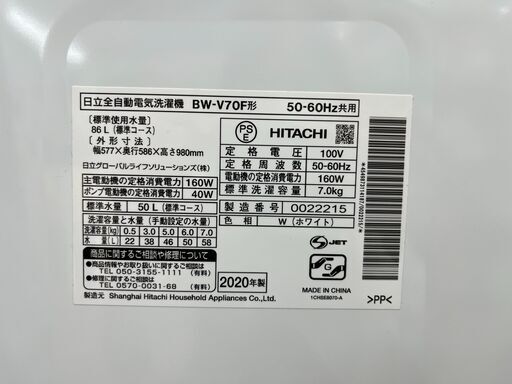 日立全自動電気洗濯機 BW-V70F形 50-60Hz共用
〔標準使用水量〕
86L(標準コース)
〔外形寸法〕
幅577×奥行586×高さ980mm
日立グローバルライフソリューションズ(株)
主電動機の定格消費電力 160W
ポンプ電動機の定格消費電力 40W
標準水量 50L(標準コース)
洗濯容量と水量(手動設定の水量)
洗濯容量(kg) 0.5 3.0 5.0 6.0 7.0
水量(L) 22 38 46 50 58
商品に関するご相談や修理について
商品情報やお取り扱いに関するご相談
TEL 050-3155-1111(有料)
修理に関するご相談
TEL 0570-0031-68(有料)
PSE HITACHI
定格電圧 100V
定格周波数 50-60Hz
電動機の定格消費電力 160W
標準洗濯容量 7.0kg
製造番号 0022215
色相 W(ホワイト)
2020年製
S JET
G
MADE IN CHINA
1CHSE8070-A
製造元 Shanghai Hitachi Household Appliances Co.,Ltd.
>PP<